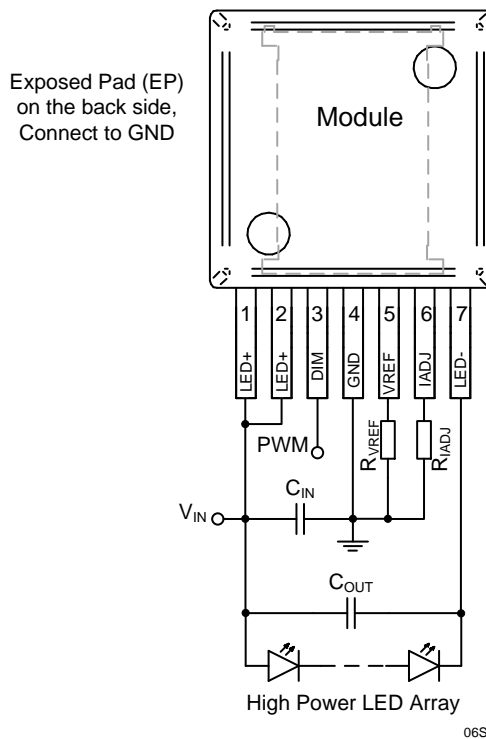 Exposed Pad (EP)
on the back side,
Connect to GND
Module
1 2 3 4 5 6 7
LED+ LED+ DIM GND VREF IADJ LED-
PWM
RVREF
RIADJ
CIN
VIN
COUT
High Power LED Array
06S